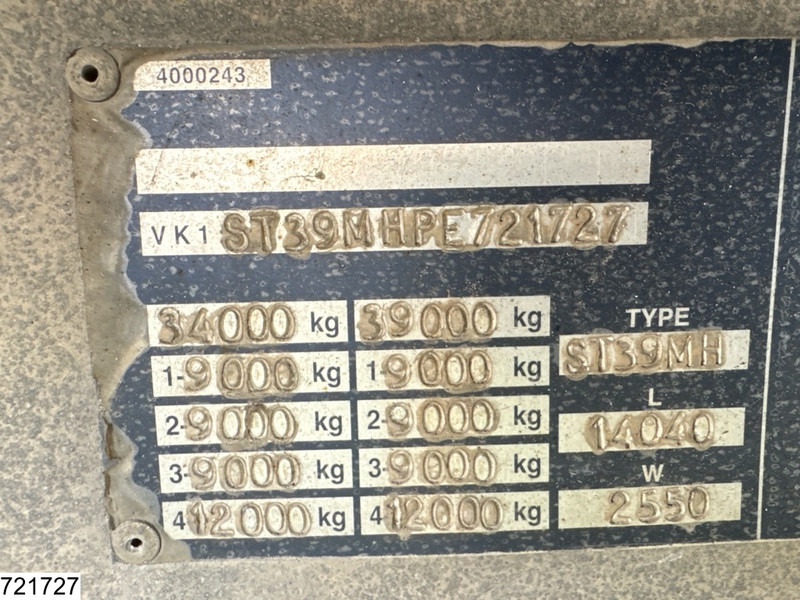 4000243
VK1 ST39MHPE721727
34000 kg 39000 kg TYPE
1-9000 kg 1-9000 kg ST39MH
2-9000 kg 2-9000 kg L
14040
3-9000 kg 3-9000 kg W
4-12000 kg 4-12000 kg 2550
721727